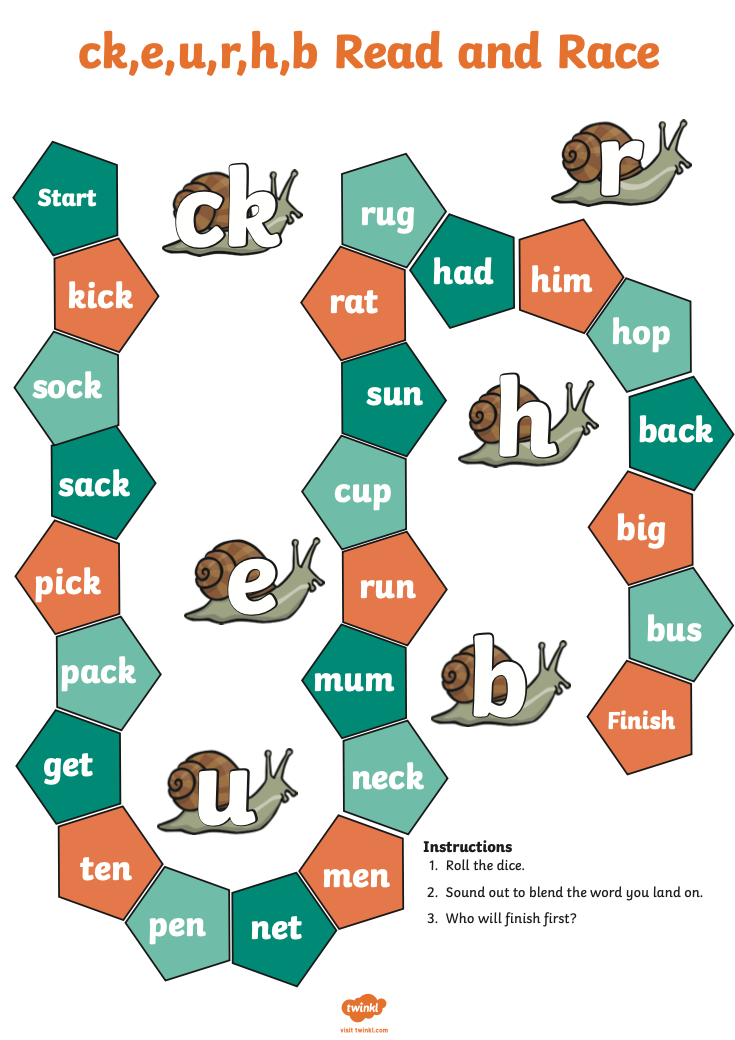 ck,e,u,r,h,b Read and Race
Start
kick
sock
sack
pick
pack
get
ten
pen
net
men
neck
mum
run
cup
sun
rat
rug
had
him
hop
back
big
bus
Finish
ck
e
u
r
h
b
Instructions
1. Roll the dice.
2. Sound out to blend the word you land on.
3. Who will finish first?
twinkl
visit twinkl.com